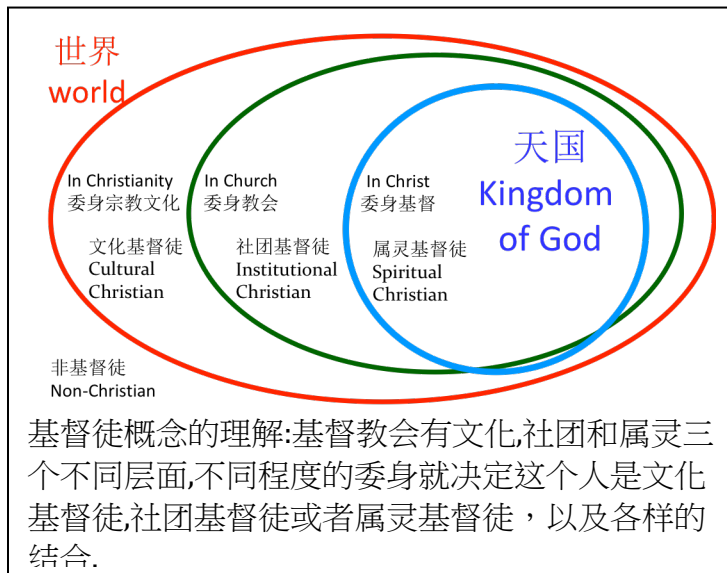 世界
world
天国
Kingdom
of God
In Christianity
委身宗教文化
文化基督徒
Cultural
Christian
In Church
委身教会
社团基督徒
Institutional
Christian
In Christ
委身基督
属灵基督徒
Spiritual
Christian
非基督徒
Non-Christian
基督徒概念的理解:基督教会有文化,社团和属灵三
个不同层面,不同程度的委身就决定这个人是文化
基督徒,社团基督徒或者属灵基督徒，以及各样的
结合.